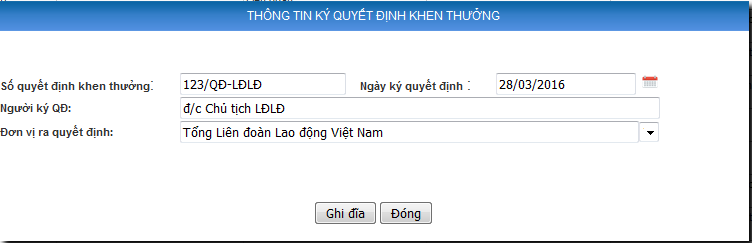 THÔNG TIN KÝ QUYẾT ĐỊNH KHEN THƯỞNG
Số quyết định khen thưởng: 123/QĐ-LĐLĐ Ngày ký quyết định : 28/03/2016
Người ký QĐ: đ/c Chủ tịch LĐLĐ
Đơn vị ra quyết định: Tổng Liên đoàn Lao động Việt Nam
Ghi đĩa Đóng